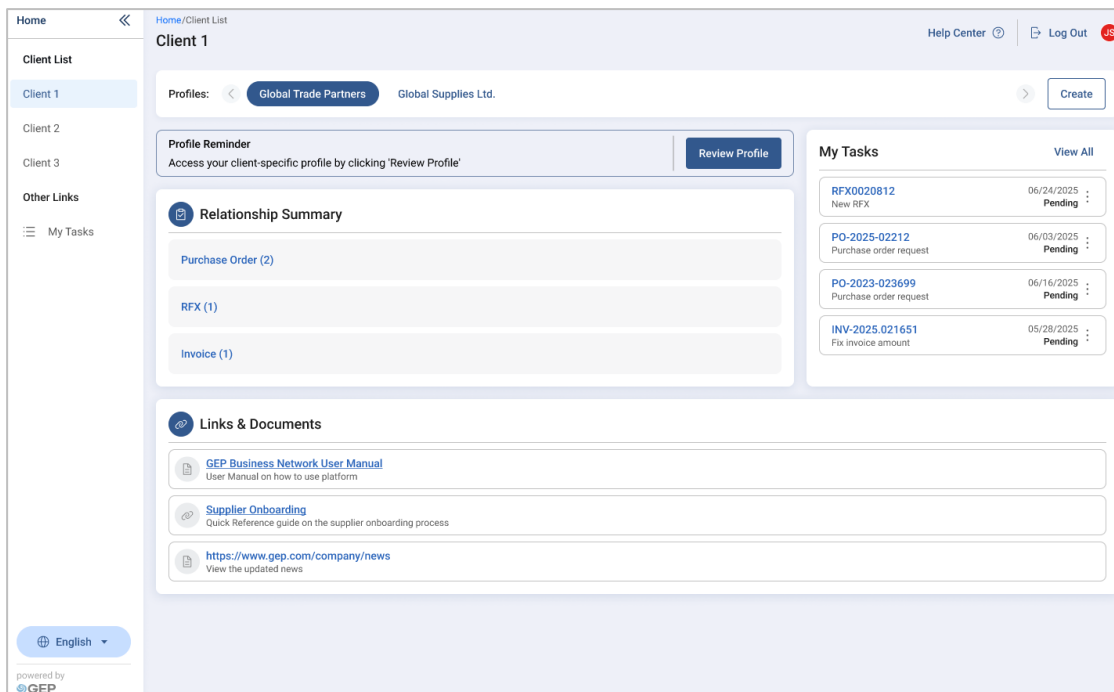 Home
Client List
Client 1
Client 2
Client 3
Other Links
My Tasks
English
powered by
GEP
Home/Client List
Client 1
Help Center
Log Out
JS
Profiles:
Global Trade Partners
Global Supplies Ltd.
Create
Profile Reminder
Access your client-specific profile by clicking 'Review Profile'
Review Profile
Relationship Summary
Purchase Order (2)
RFX (1)
Invoice (1)
My Tasks
View All
RFX0020812
06/24/2025
New RFX
Pending
PO-2025-02212
06/03/2025
Purchase order request
Pending
PO-2023-023699
06/16/2025
Purchase order request
Pending
INV-2025.021651
05/28/2025
Fix invoice amount
Pending
Links & Documents
GEP Business Network User Manual
User Manual on how to use platform
Supplier Onboarding
Quick Reference guide on the supplier onboarding process
https://www.gep.com/company/news
View the updated news